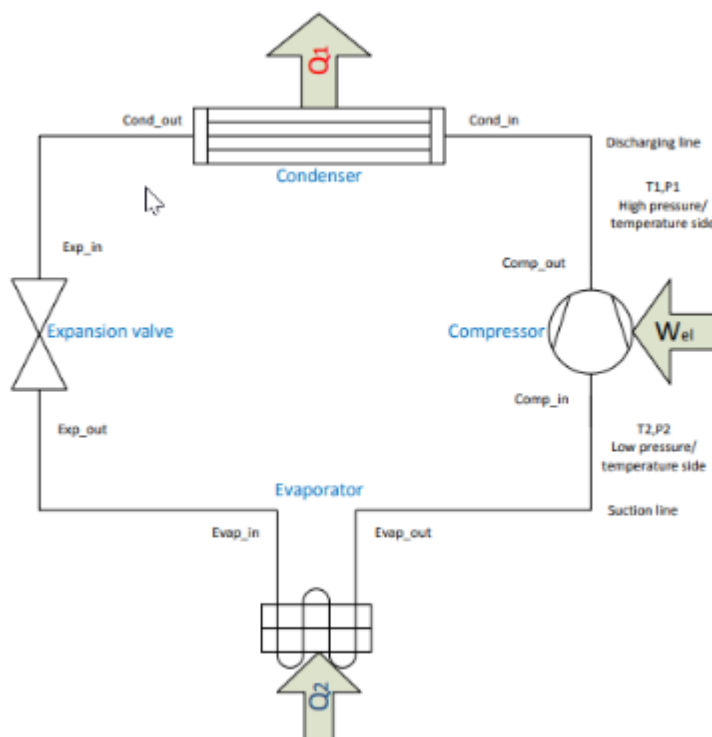 Q1
Cond_out
Cond_in
Condenser
Discharging line
T1,P1
High pressure/
temperature side
Exp_in
Comp_out
Expansion valve
Compressor
Wel
Comp_in
Exp_out
T2,P2
Low pressure/
temperature side
Evaporator
Suction line
Evap_in
Evap_out
Q2